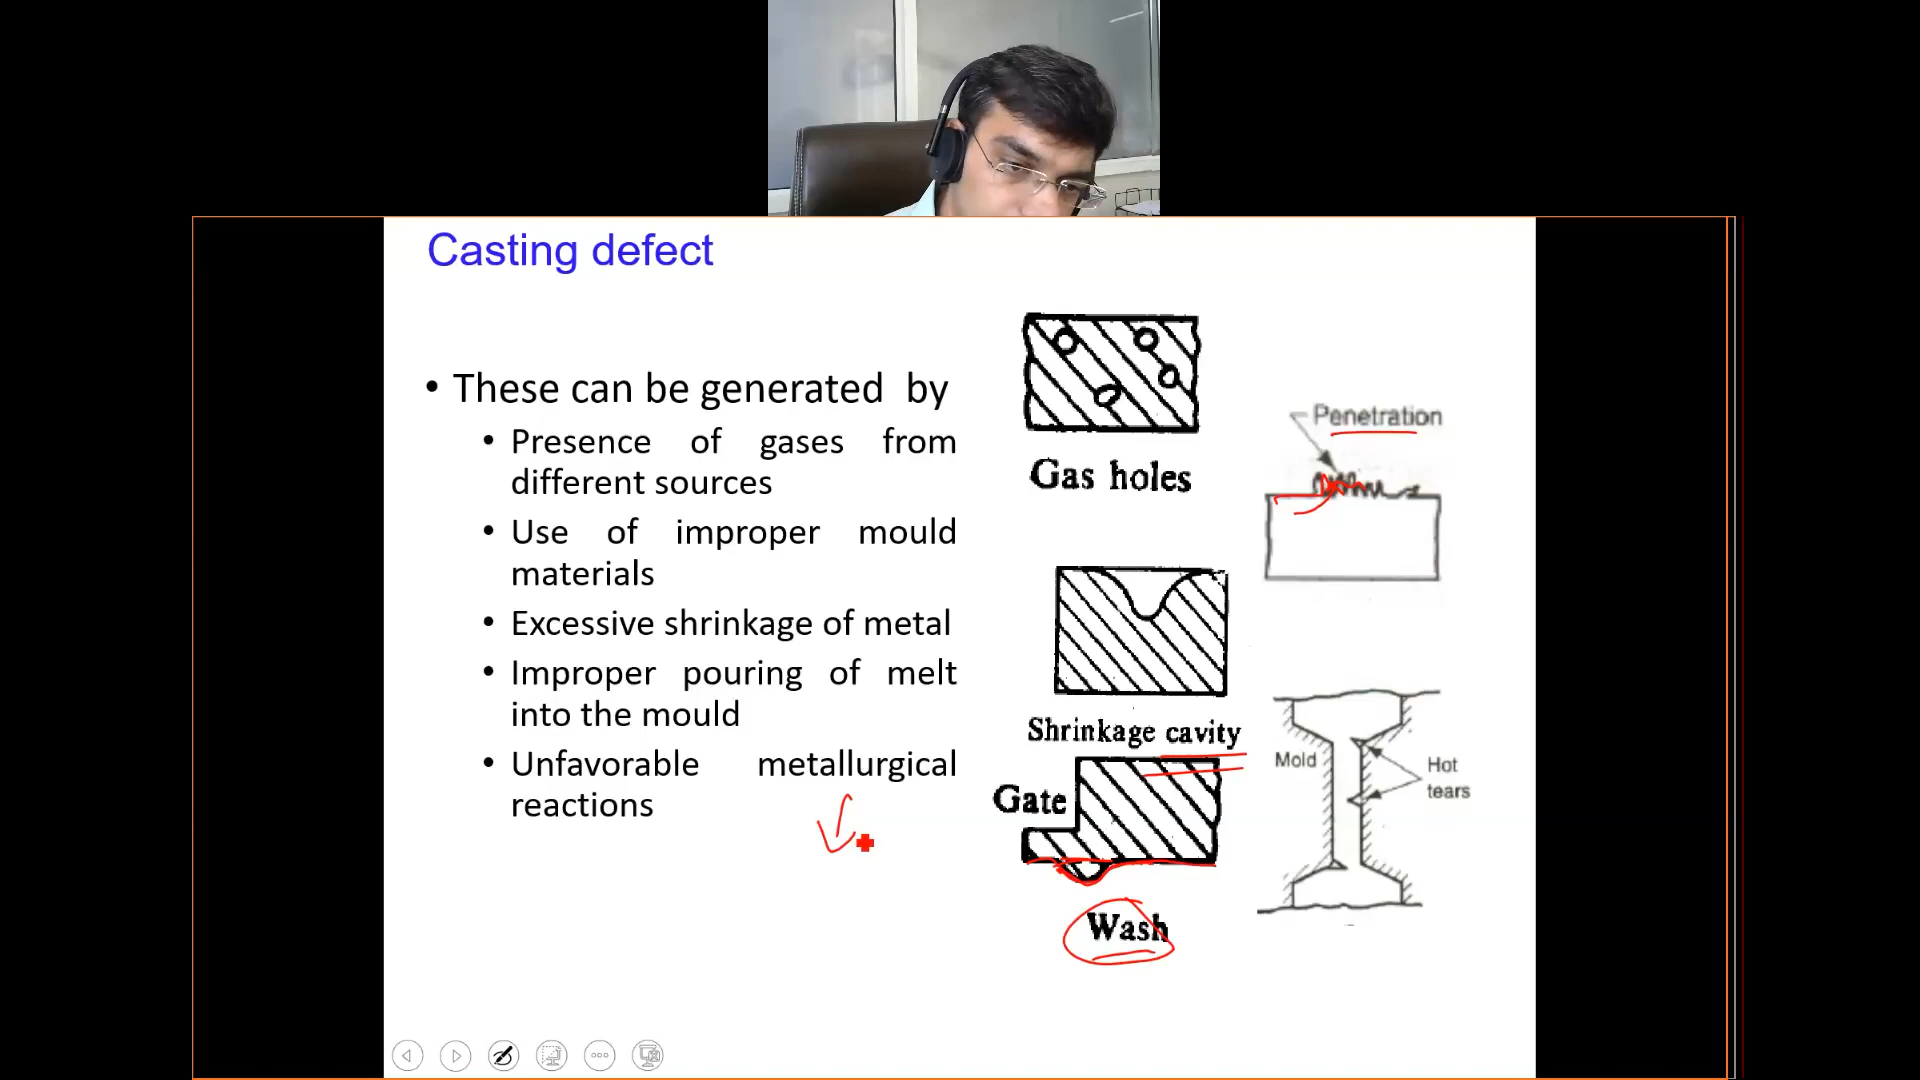 Casting defect
• These can be generated by
• Presence of gases from
different sources
• Use of improper mould
materials
• Excessive shrinkage of metal
• Improper pouring of melt
into the mould
• Unfavorable metallurgical
reactions
Gas holes
Penetration
Shrinkage cavity
Gate
Wash
Mold
Hot
tears